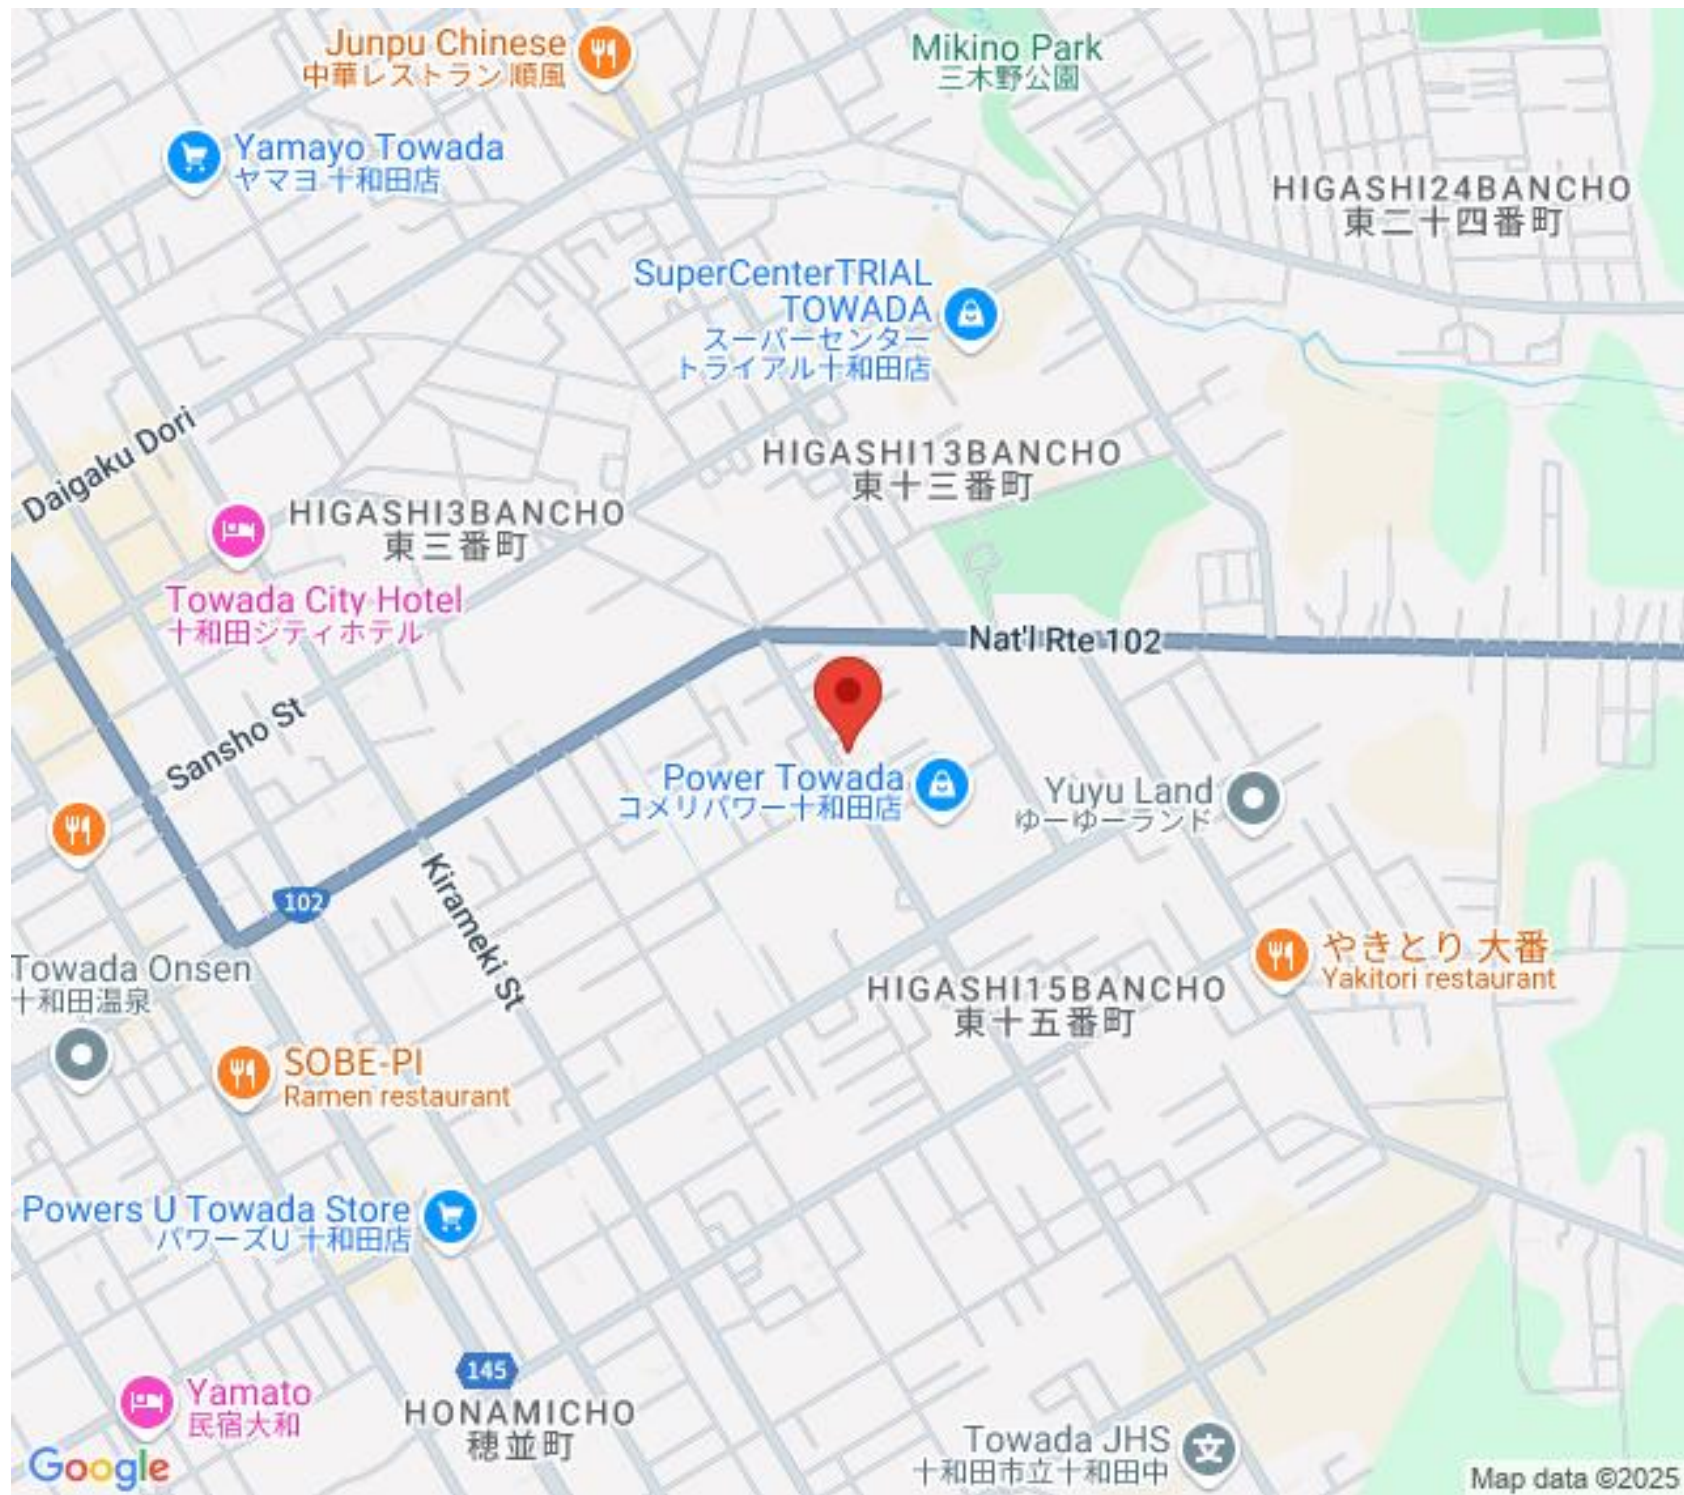 Junpu Chinese
中華レストラン 順風
Mikino Park
三木野公園
Yamayo Towada
ヤマヨ 十和田店
HIGASHI24BANCHO
東二十四番町
SuperCenterTRIAL
TOWADA
スーパーセンター
トライアル十和田店
Daigaku Dori
HIGASHI13BANCHO
東十三番町
HIGASHI3BANCHO
東三番町
Towada City Hotel
十和田シティホテル
Nat'l Rte 102
Sansho St
Power Towada
コメリパワー十和田店
Yuyu Land
ゆーゆーランド
102
Kirameki St
Towada Onsen
十和田温泉
やきとり 大番
Yakitori restaurant
HIGASHI15BANCHO
東十五番町
SOBE-PI
Ramen restaurant
Powers U Towada Store
パワーズU 十和田店
145
Yamato
民宿大和
HONAMICHO
穂並町
Towada JHS
十和田市立十和田中
文
Google
Map data ©2025